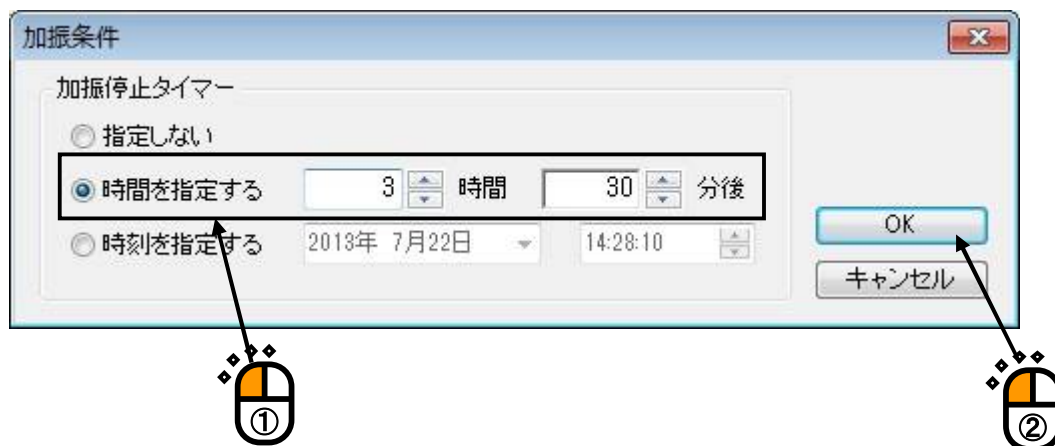 加振条件
加振停止タイマー
指定しない
時間を指定する 3 時間 30 分後
時刻を指定する 2013年 7月22日 14:28:10
OK
キャンセル
① ②